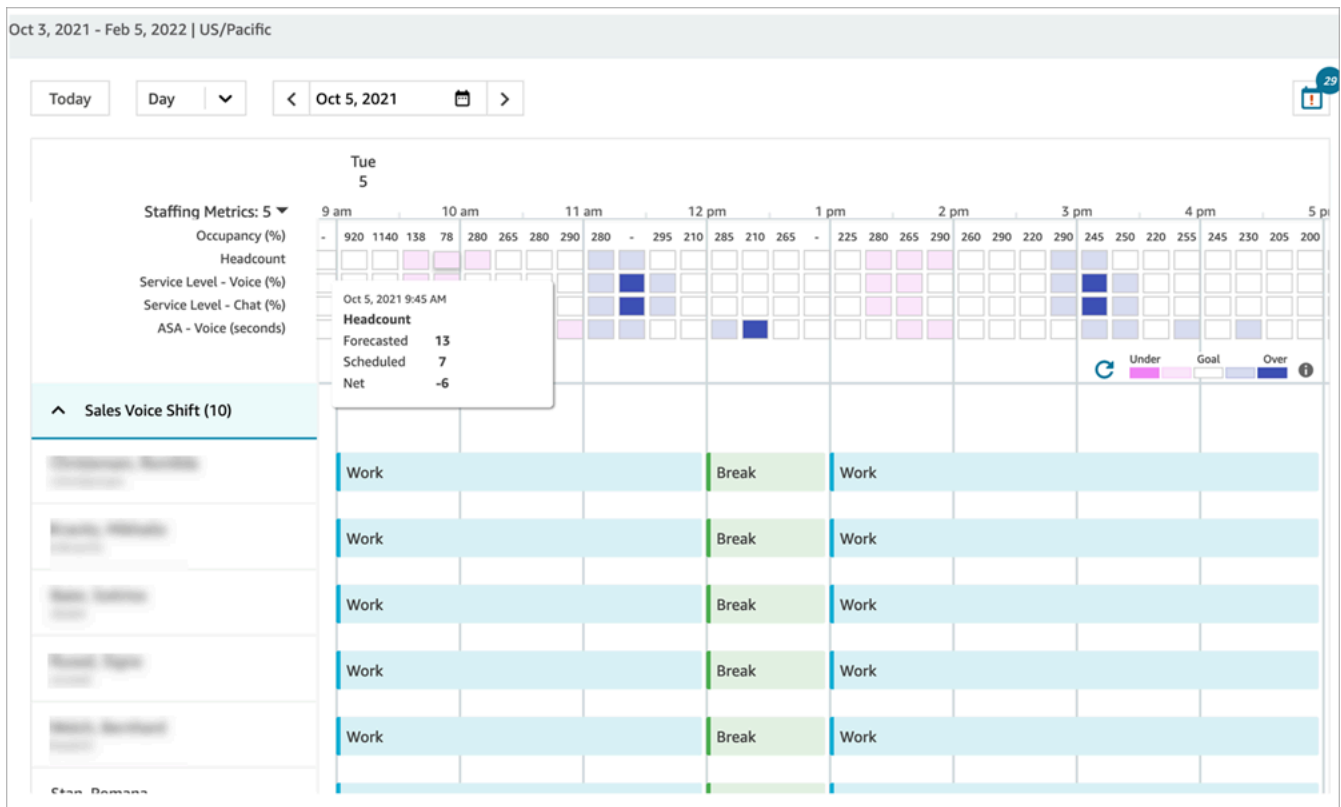 Oct 3, 2021 - Feb 5, 2022 | US/Pacific
29
Today Day Oct 5, 2021
Tue
5
Staffing Metrics: 5 9 am 10 am 11 am 12 pm 1 pm 2 pm 3 pm 4 pm 5
Occupancy (%) - 920 1140 138 78 280 265 280 290 280 - 295 210 285 210 265 - 225 280 265 290 260 290 220 290 245 250 220 255 245 230 205 200
Headcount
Service Level - Voice (%)
Service Level - Chat (%)
ASA - Voice (seconds)
Oct 5, 2021 9:45 AM
Headcount
Forecasted 13
Scheduled 7
Net -6
Under Goal Over
Sales Voice Shift (10)
Work Break Work
Work Break Work
Work Break Work
Work Break Work
Work Break Work
Stan, Romana